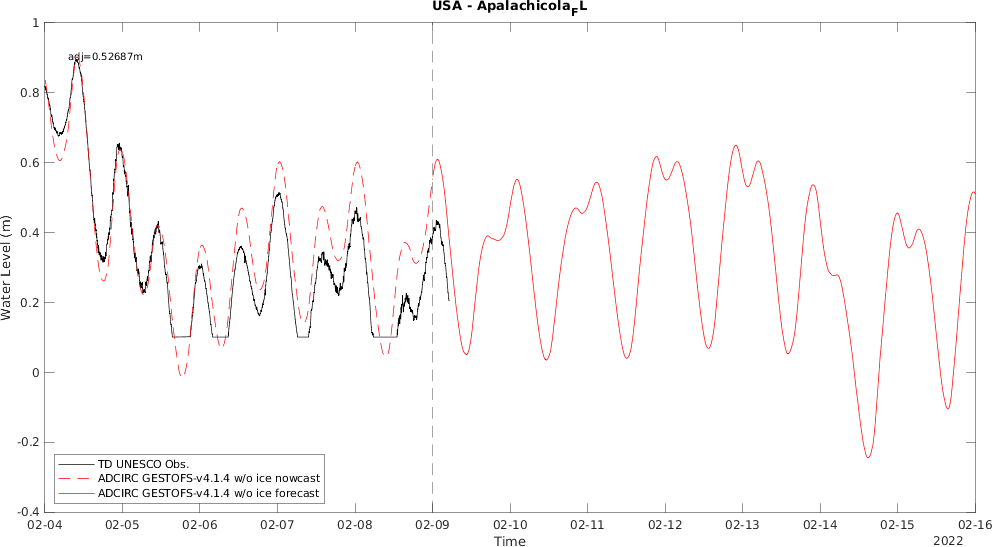 USA - Apalachicola_FL
adj=0.52687m
1
0.8
0.6
0.4
0.2
0
-0.2
-0.4
Water Level (m)
TD UNESCO Obs.
ADCIRC GESTOFS-v4.1.4 w/o ice nowcast
ADCIRC GESTOFS-v4.1.4 w/o ice forecast
02-04 02-05 02-06 02-07 02-08 02-09 02-10 02-11 02-12 02-13 02-14 02-15 02-16
Time
2022